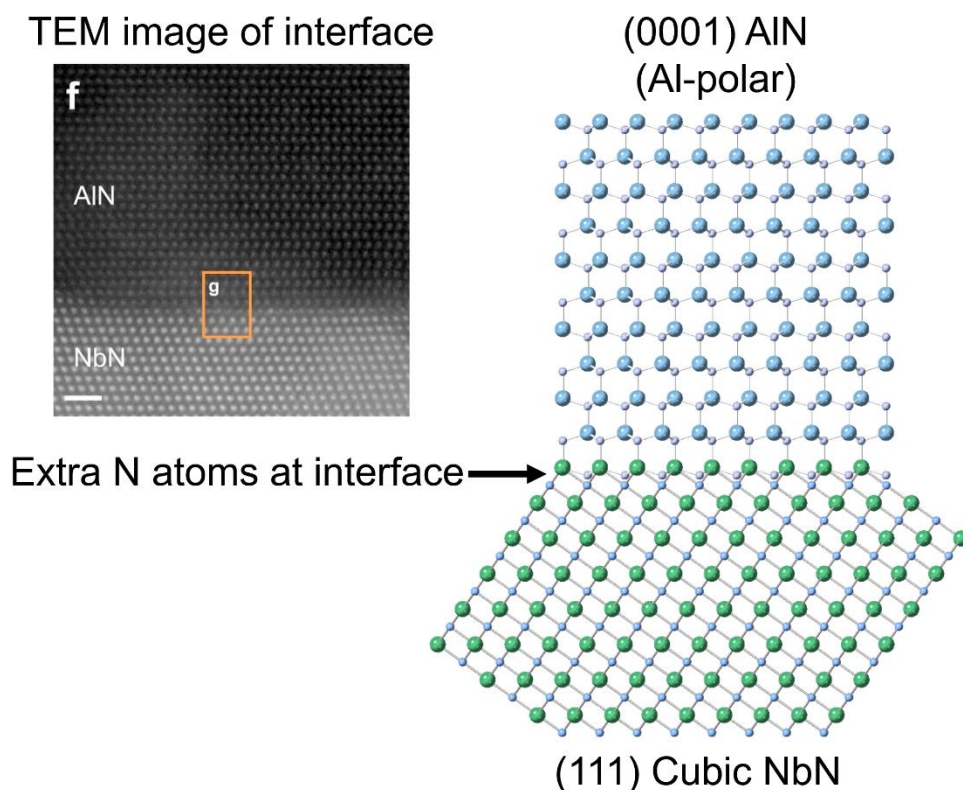 TEM image of interface
f
AlN
g
NbN
(0001) AlN
(Al-polar)
Extra N atoms at interface
(111) Cubic NbN